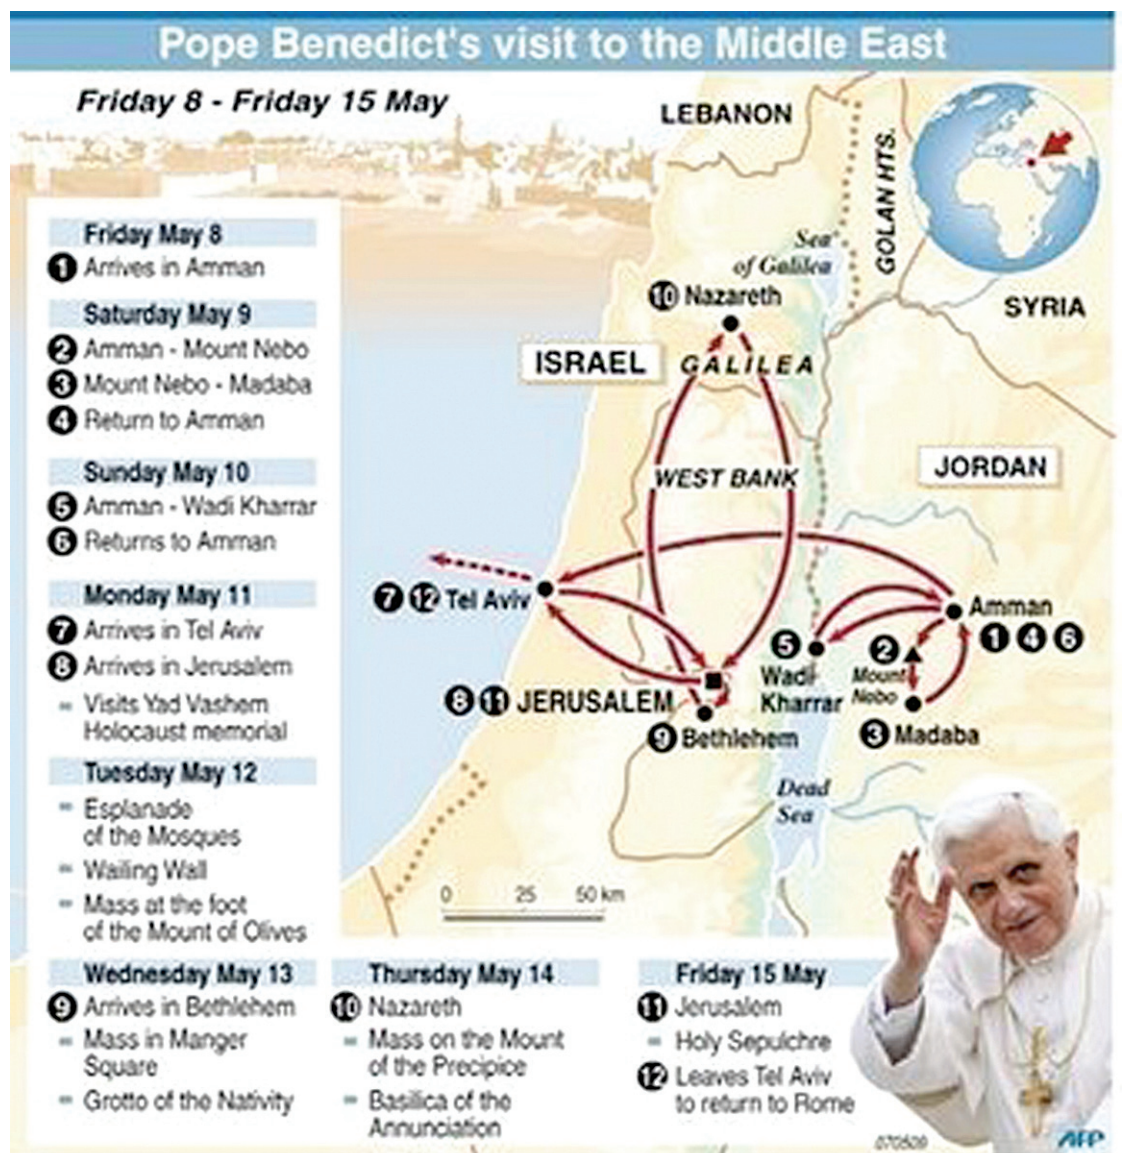 Pope Benedict's visit to the Middle East
Friday 8 - Friday 15 May
Friday May 8
1 Arrives in Amman
Saturday May 9
2 Amman - Mount Nebo
3 Mount Nebo - Madaba
4 Return to Amman
Sunday May 10
5 Amman - Wadi Kharrar
6 Returns to Amman
Monday May 11
7 Arrives in Tel Aviv
8 Arrives in Jerusalem
- Visits Yad Vashem
Holocaust memorial
Tuesday May 12
- Esplanade
of the Mosques
- Wailing Wall
- Mass at the foot
of the Mount of Olives
Wednesday May 13
9 Arrives in Bethlehem
- Mass in Manger
Square
- Grotto of the Nativity
Thursday May 14
10 Nazareth
- Mass on the Mount
of the Precipice
- Basilica of the
Annunciation
Friday 15 May
11 Jerusalem
- Holy Sepulchre
12 Leaves Tel Aviv
to return to Rome
LEBANON
GOLAN HTS.
SYRIA
Sea
of Galilea
10 Nazareth
ISRAEL
GALILEA
WEST BANK
JORDAN
7 12 Tel Aviv
Amman
1 4 6
5
Wadi
Kharrar
2
Mount
Nebo
8 11 JERUSALEM
9 Bethlehem
3 Madaba
Dead
Sea
0 25 50 km
070509
AFP